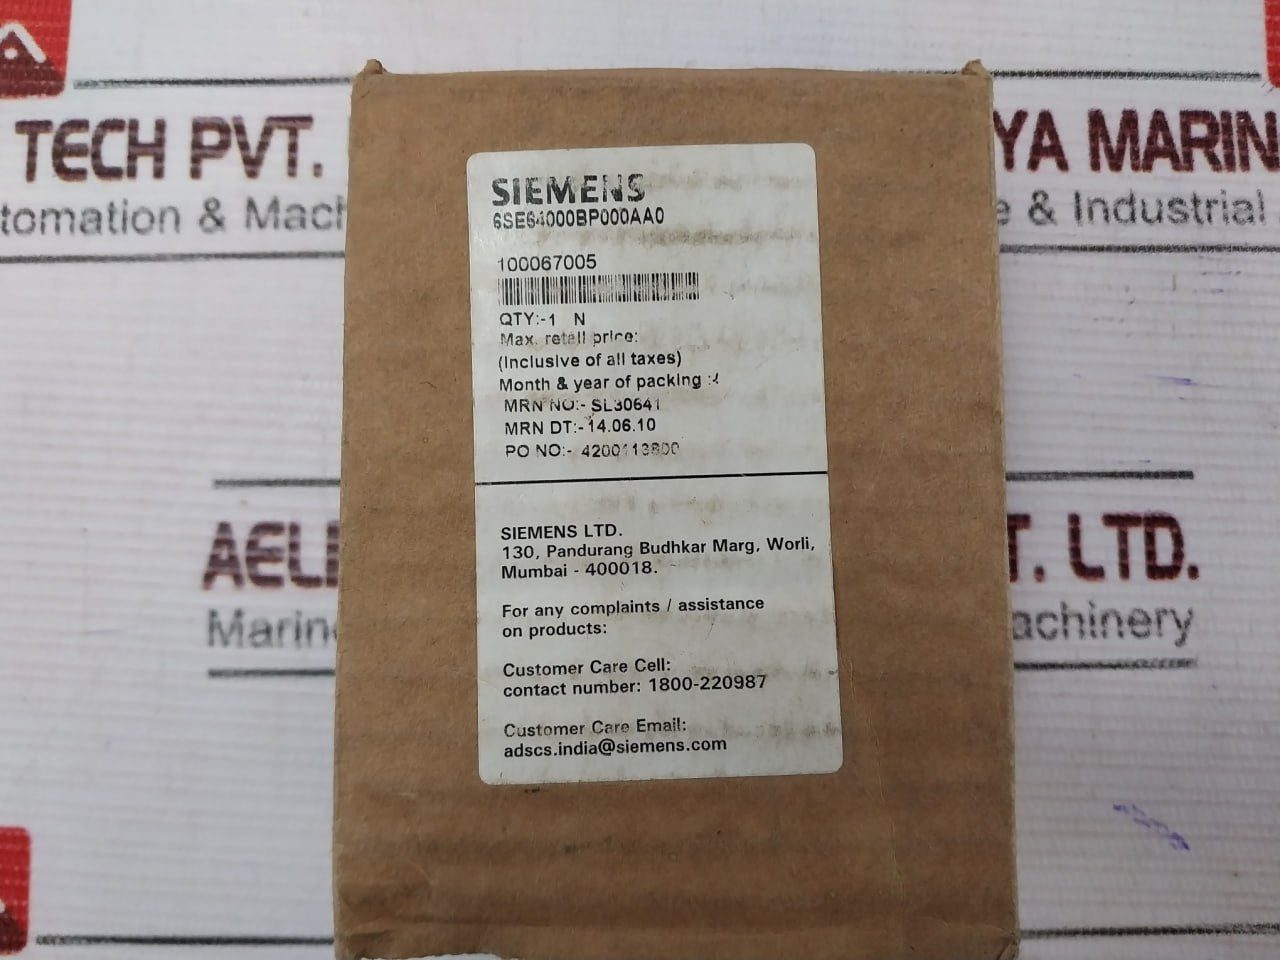 TECH PVT.
tomation & Mach
YA MARIN
e & Industrial
SIEMENS
6SE64000BP000AA0
100067005
QTY:-1 N
Max. retail price:
(Inclusive of all taxes)
Month & year of packing :
MRN NO:- SL30641
MRN DT:- 14.06.10
PO NO:- 4200113800
SIEMENS LTD.
130, Pandurang Budhkar Marg, Worli,
Mumbai - 400018.
For any complaints / assistance
on products:
Customer Care Cell:
contact number: 1800-220987
Customer Care Email:
adscs.india@siemens.com
AELI
Marin
T. LTD.
achinery